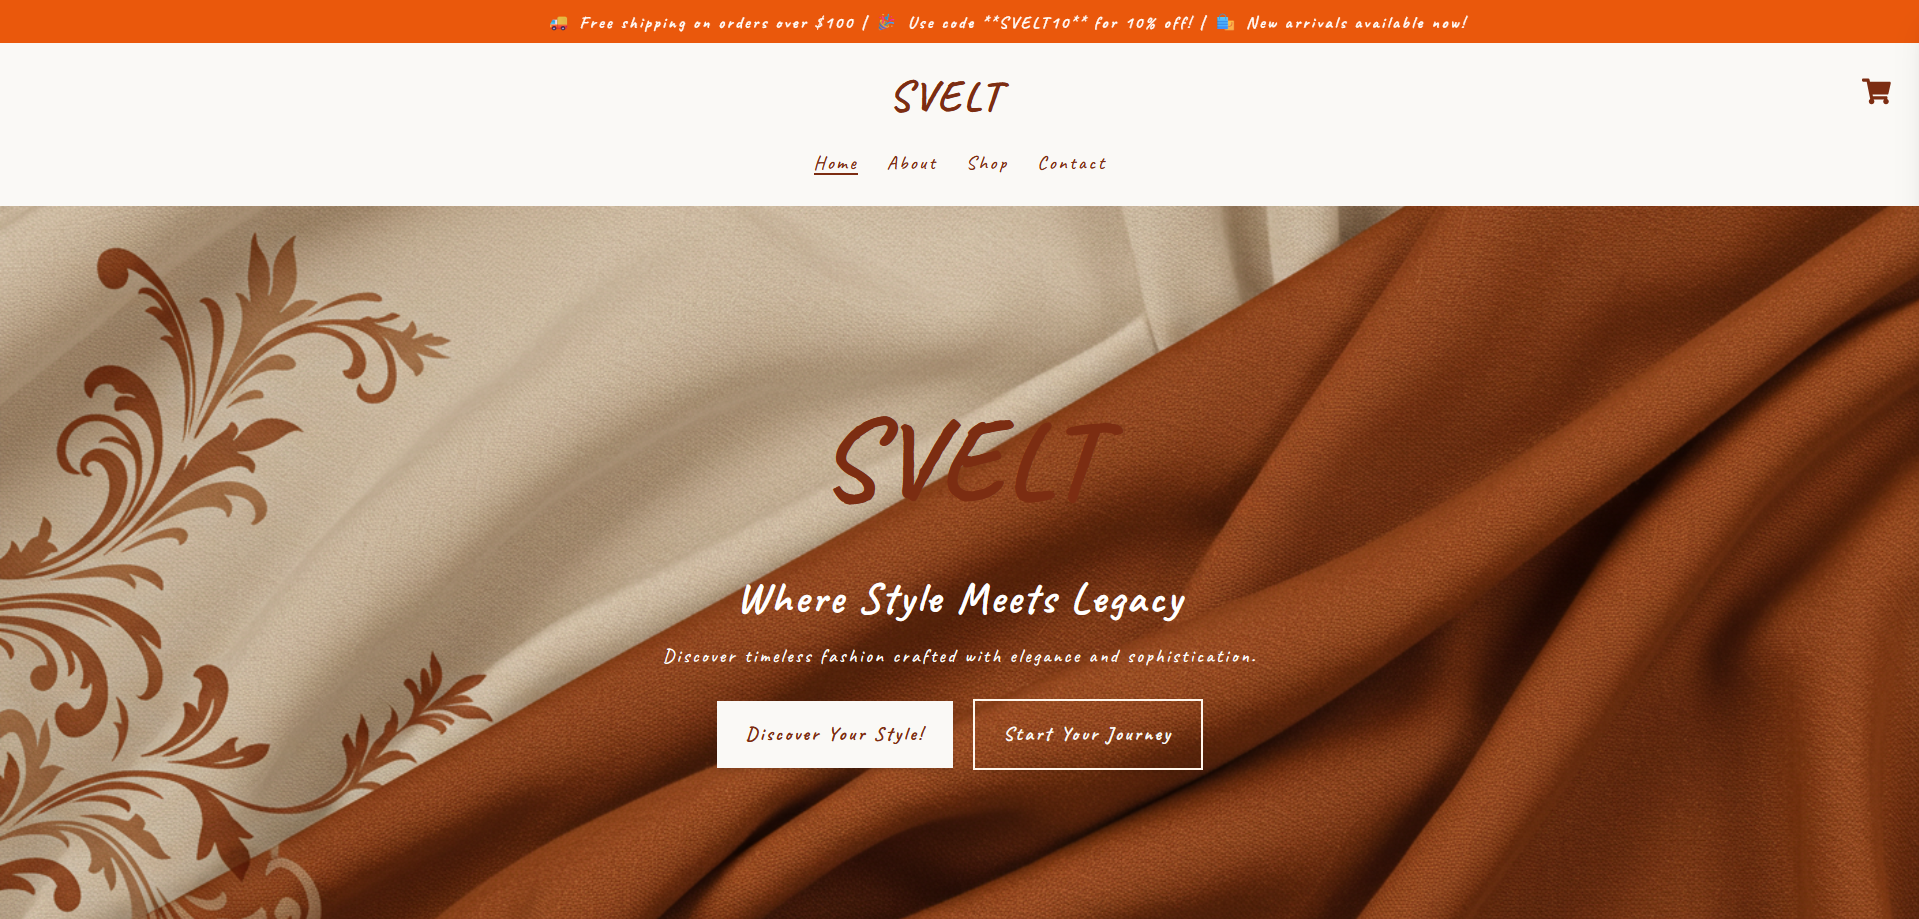 🚚 Free shipping on orders over $100 | 🎉 Use code **SVELT10** for 10% off! | 🛍️ New arrivals available now!
SVELT
Home About Shop Contact
SVELT
Where Style Meets Legacy
Discover timeless fashion crafted with elegance and sophistication.
Discover Your Style! Start Your Journey